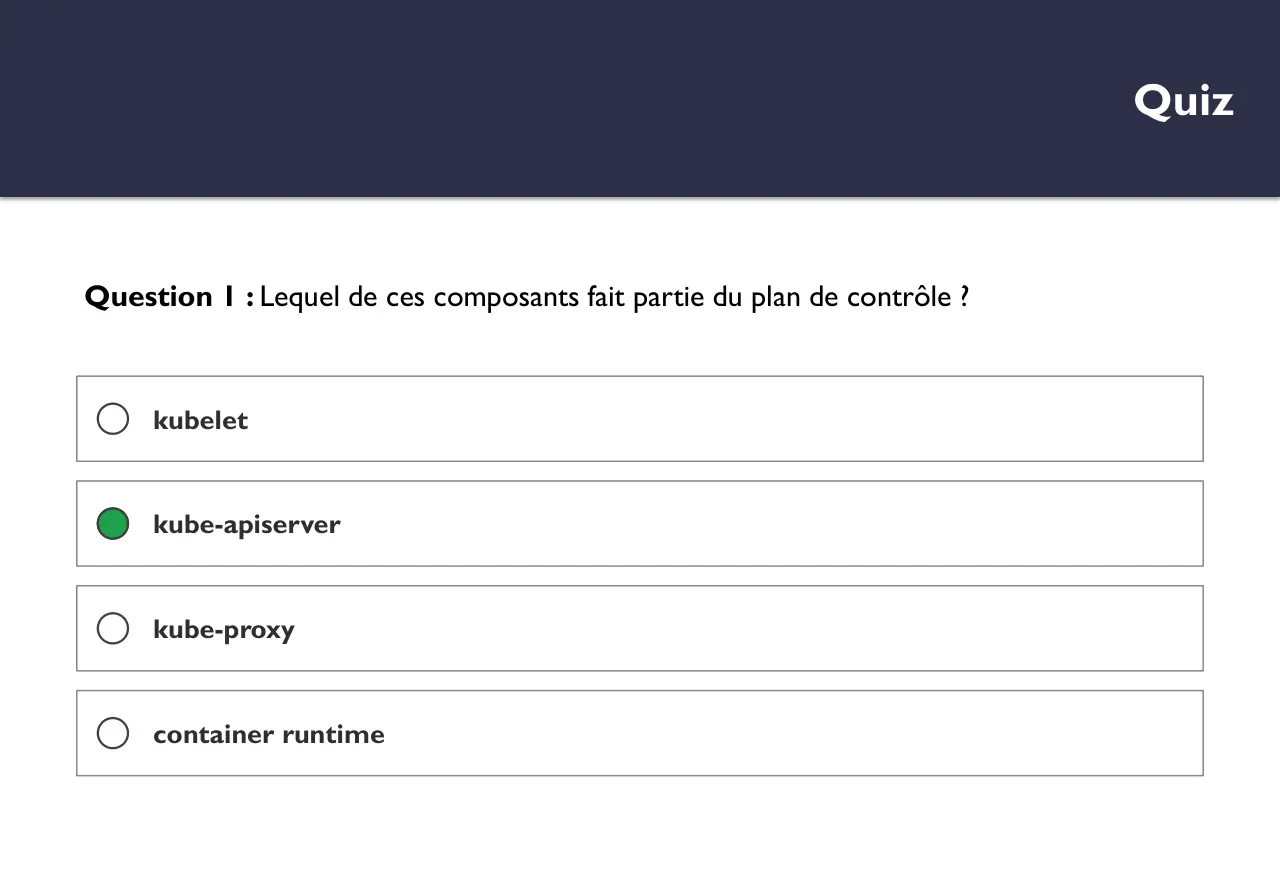 Quiz
Question 1 : Lequel de ces composants fait partie du plan de contrôle ?
kubelet
kube-apiserver
kube-proxy
container runtime